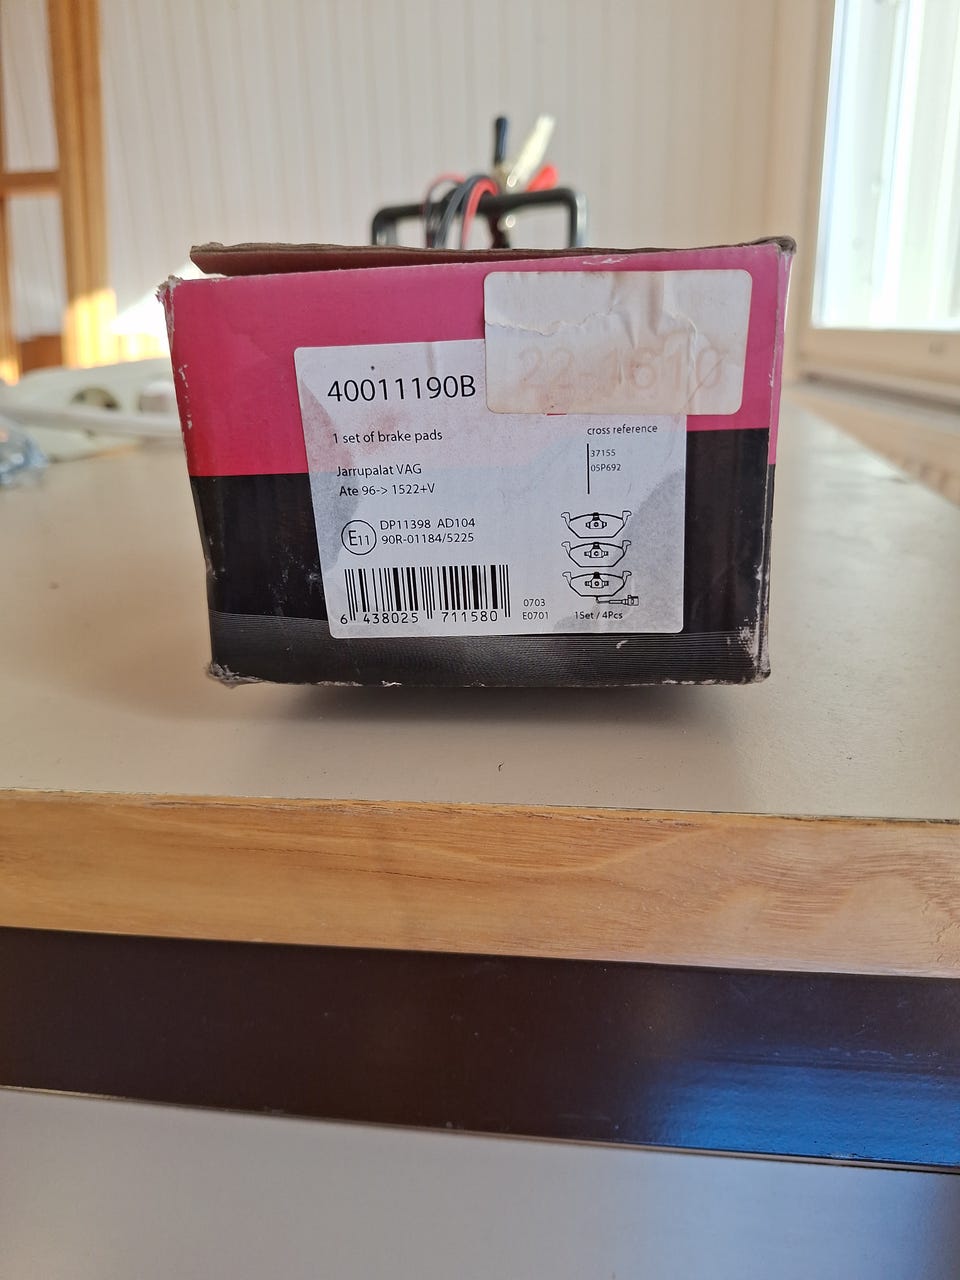 22-1610
40011190B
1 set of brake pads
cross reference
37155
05P692
Jarrupalat VAG
Ate 96-> 1522+V
E11
DP11398 AD104
90R-01184/5225
6 438025 711580
0703
E0701
1Set / 4Pcs